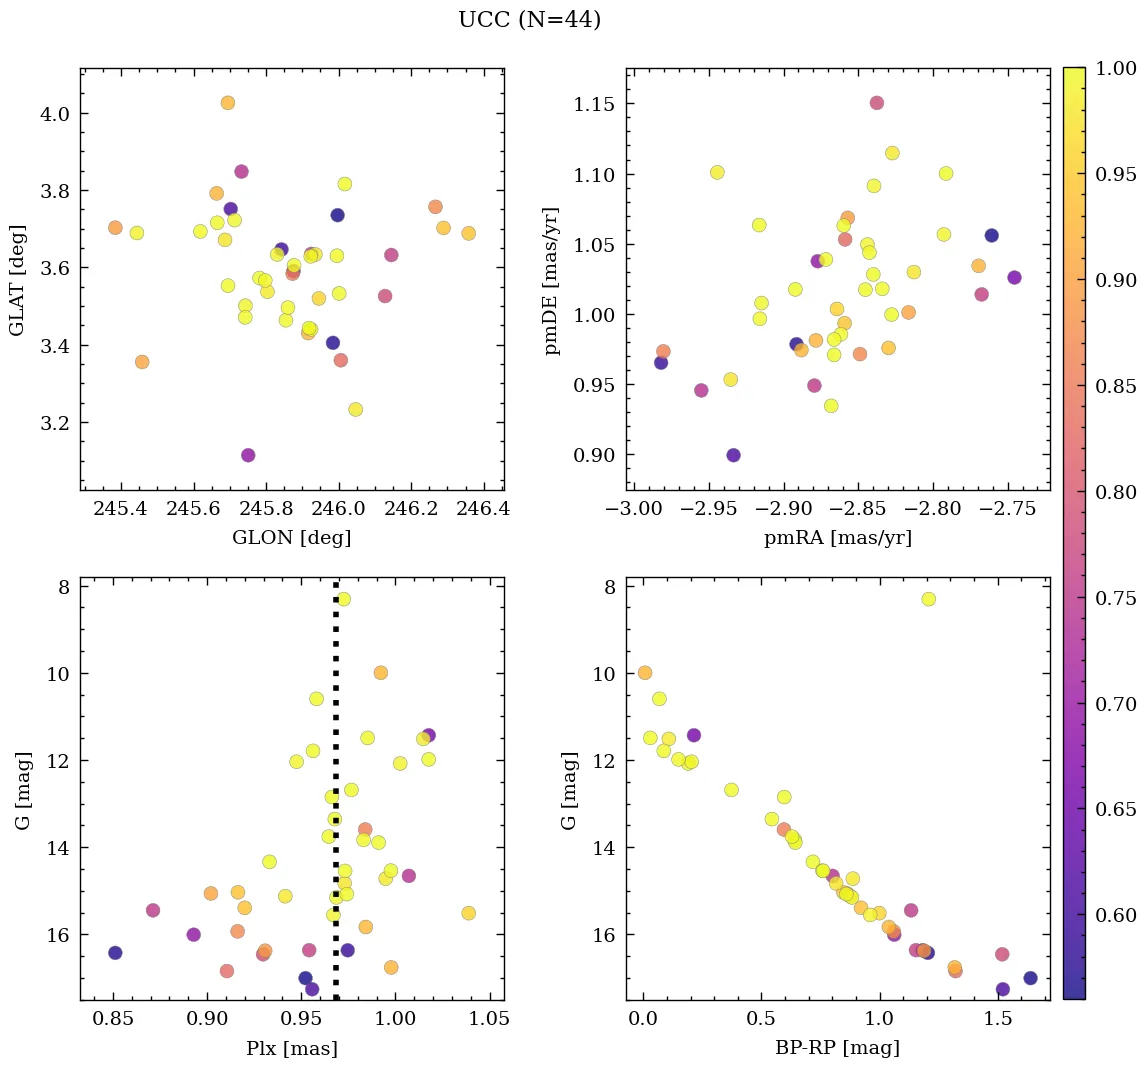 UCC (N=44)
4.0
3.8
3.6
3.4
3.2
GLAT [deg]
245.4 245.6 245.8 246.0 246.2 246.4
GLON [deg]
1.15
1.10
1.05
1.00
0.95
0.90
pmDE [mas/yr]
−3.00 −2.95 −2.90 −2.85 −2.80 −2.75
pmRA [mas/yr]
8
10
12
14
16
G [mag]
0.85 0.90 0.95 1.00 1.05
Plx [mas]
8
10
12
14
16
G [mag]
0.0 0.5 1.0 1.5
BP-RP [mag]
1.00
0.95
0.90
0.85
0.80
0.75
0.70
0.65
0.60